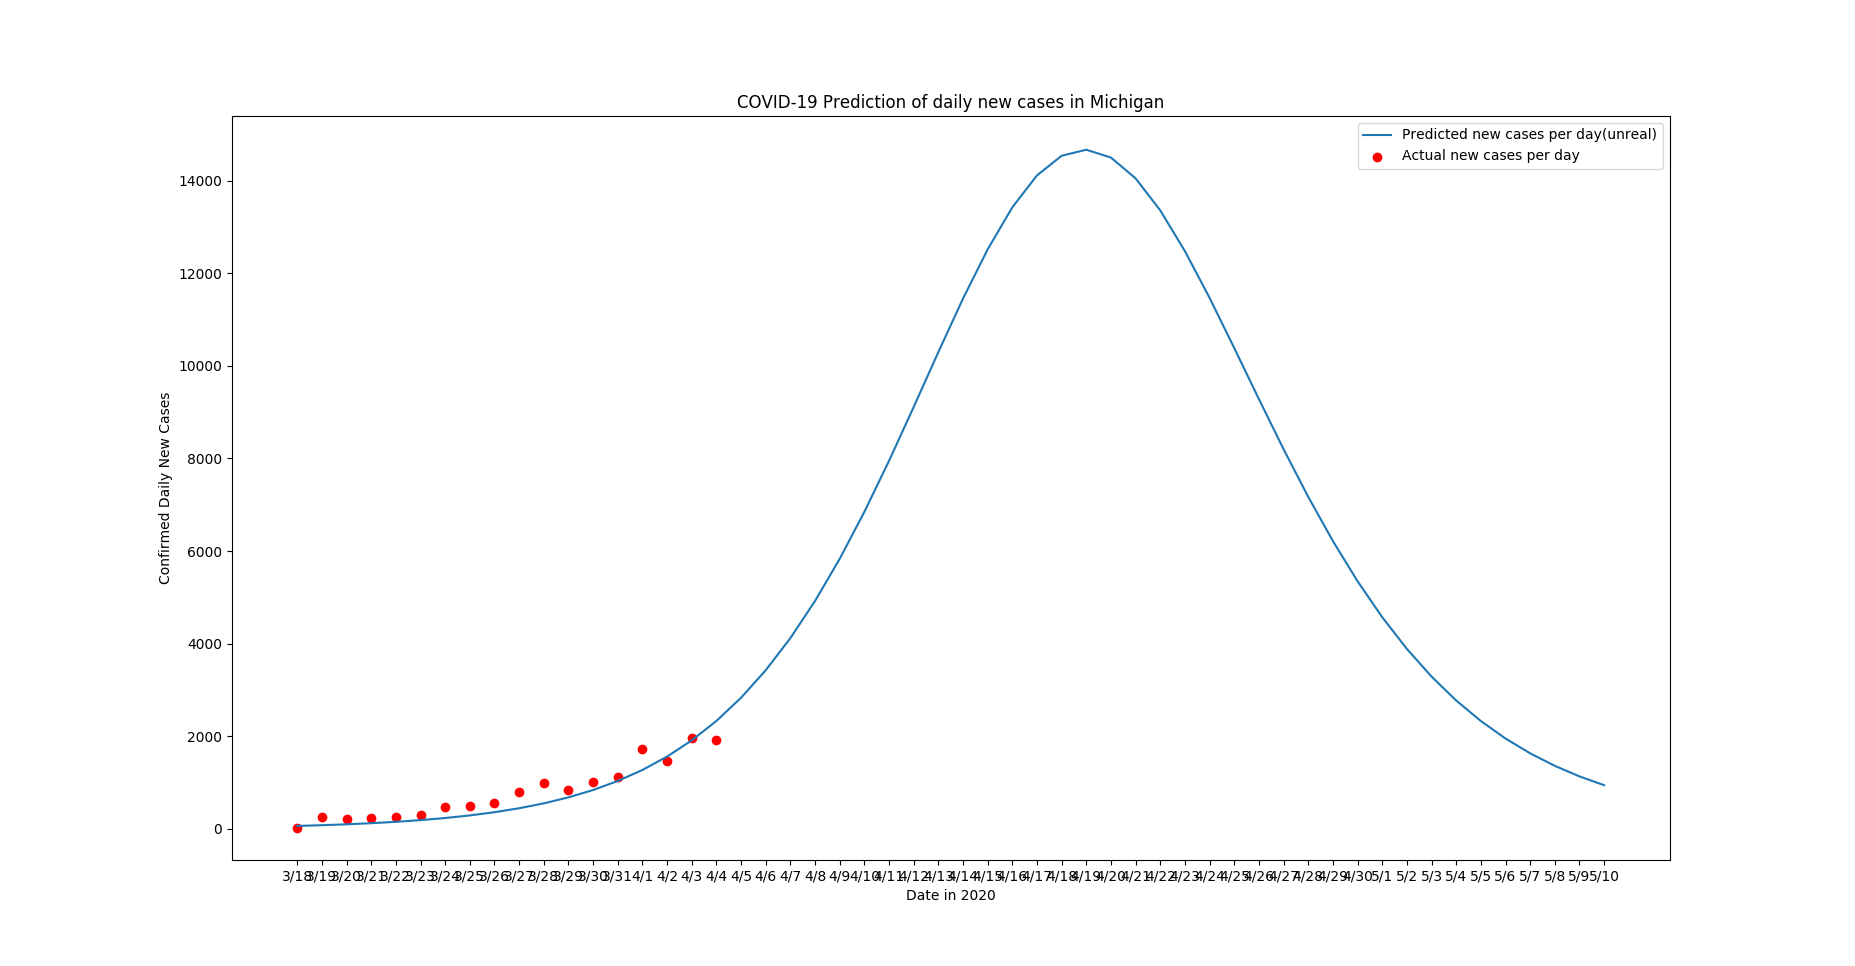 COVID-19 Prediction of daily new cases in Michigan
Predicted new cases per day(unreal)
Actual new cases per day
14000
12000
10000
8000
6000
4000
2000
0
Confirmed Daily New Cases
3/18 3/19 3/20 3/21 3/22 3/23 3/24 3/25 3/26 3/27 3/28 3/29 3/30 3/31 4/1 4/2 4/3 4/4 4/5 4/6 4/7 4/8 4/9 4/10 4/11 4/12 4/13 4/14 4/15 4/16 4/17 4/18 4/19 4/20 4/21 4/22 4/23 4/24 4/25 4/26 4/27 4/28 4/29 4/30 5/1 5/2 5/3 5/4 5/5 5/6 5/7 5/8 5/9 5/10
Date in 2020